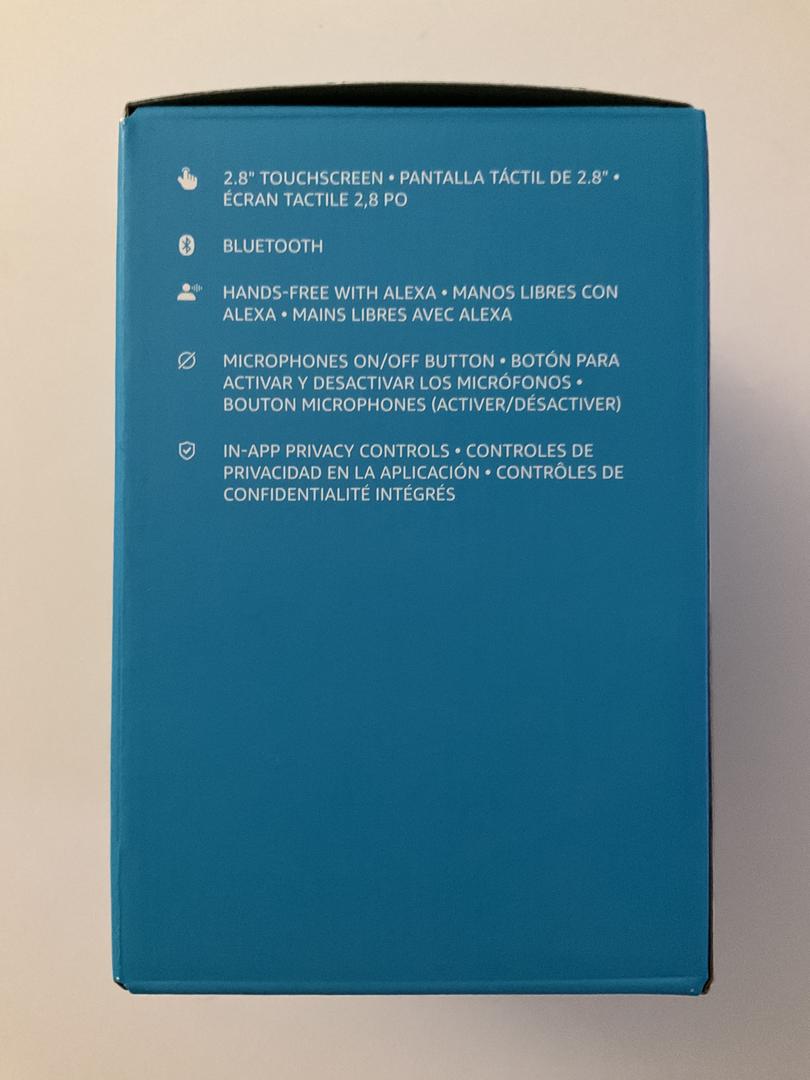 2.8" TOUCHSCREEN • PANTALLA TÁCTIL DE 2.8" •
ÉCRAN TACTILE 2,8 PO
BLUETOOTH
HANDS-FREE WITH ALEXA • MANOS LIBRES CON
ALEXA • MAINS LIBRES AVEC ALEXA
MICROPHONES ON/OFF BUTTON • BOTÓN PARA
ACTIVAR Y DESACTIVAR LOS MICRÓFONOS •
BOUTON MICROPHONES (ACTIVER/DÉSACTIVER)
IN-APP PRIVACY CONTROLS • CONTROLES DE
PRIVACIDAD EN LA APLICACIÓN • CONTRÔLES DE
CONFIDENTIALITÉ INTÉGRÉS